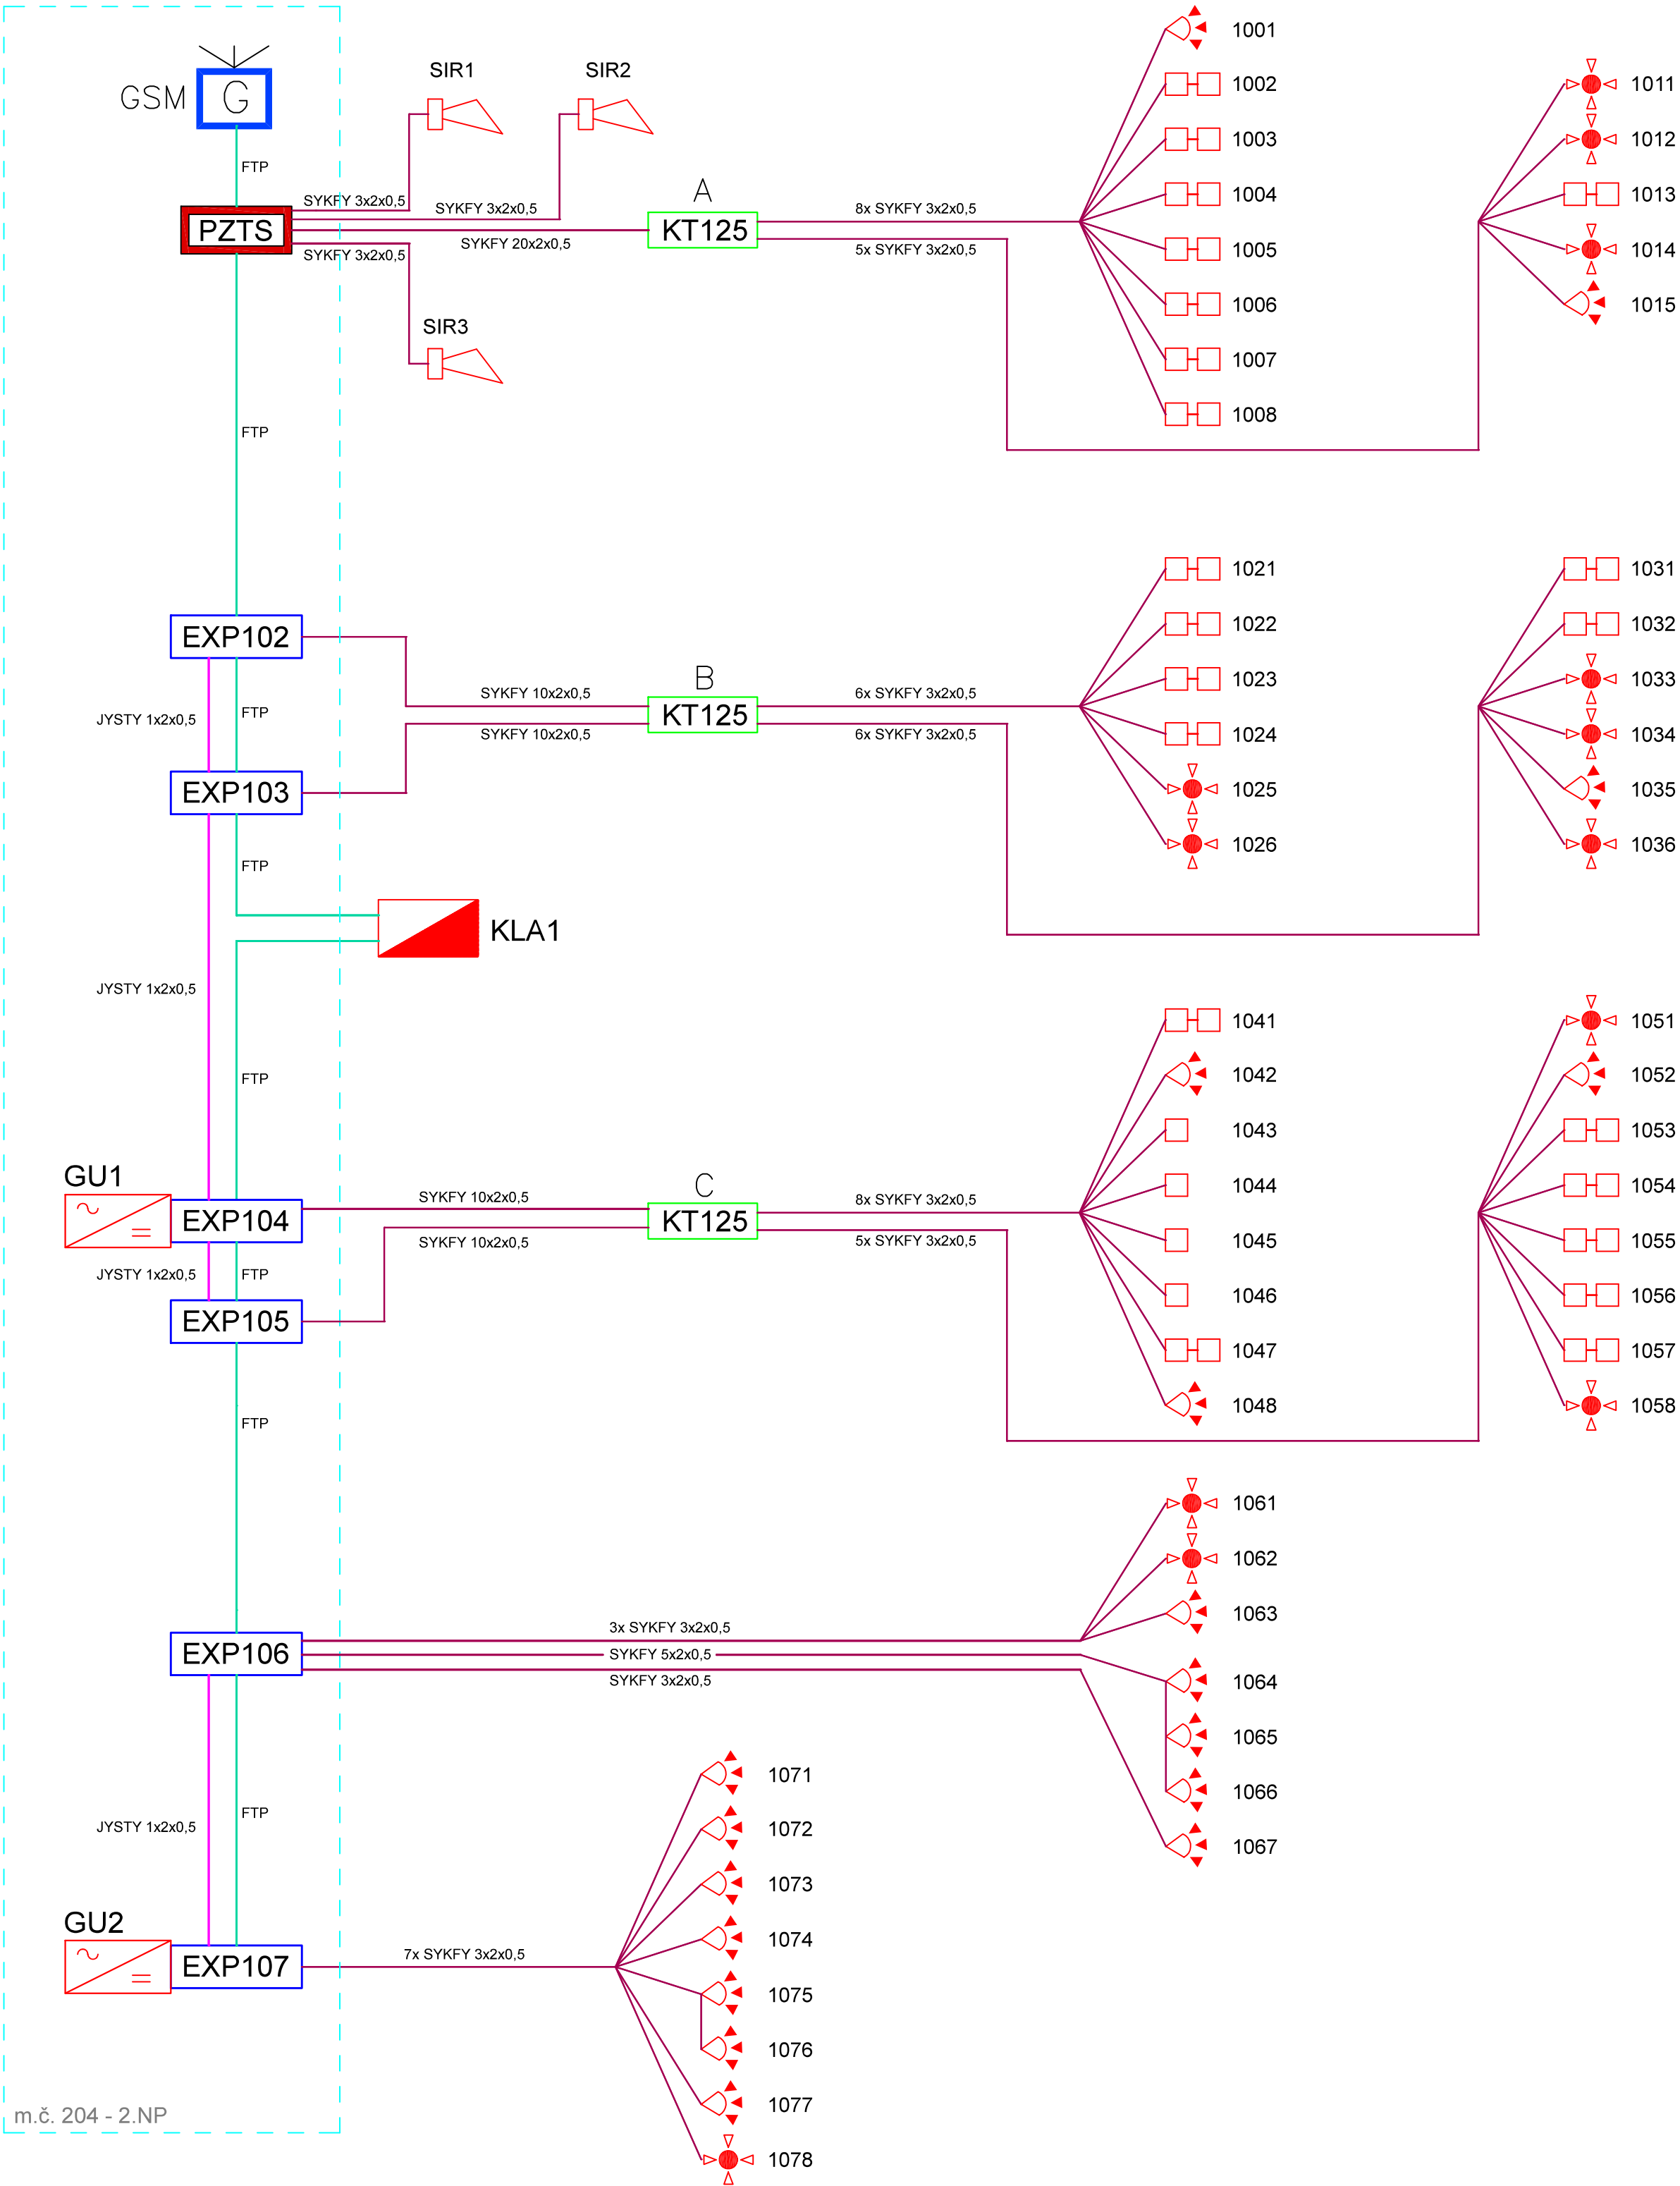 GSM
G
FTP
PZTS
SIR1
SIR2
SYKFY 3x2x0,5
SYKFY 3x2x0,5
SYKFY 20x2x0,5
SYKFY 3x2x0,5
SIR3
A
KT125
8x SYKFY 3x2x0,5
5x SYKFY 3x2x0,5
1001
1002
1003
1004
1005
1006
1007
1008
1011
1012
1013
1014
1015
FTP
EXP102
JYSTY 1x2x0,5
FTP
EXP103
SYKFY 10x2x0,5
SYKFY 10x2x0,5
B
KT125
6x SYKFY 3x2x0,5
6x SYKFY 3x2x0,5
1021
1022
1023
1024
1025
1026
1031
1032
1033
1034
1035
1036
FTP
KLA1
JYSTY 1x2x0,5
FTP
GU1
EXP104
JYSTY 1x2x0,5
FTP
EXP105
SYKFY 10x2x0,5
SYKFY 10x2x0,5
C
KT125
8x SYKFY 3x2x0,5
5x SYKFY 3x2x0,5
1041
1042
1043
1044
1045
1046
1047
1048
1051
1052
1053
1054
1055
1056
1057
1058
FTP
EXP106
3x SYKFY 3x2x0,5
SYKFY 5x2x0,5
SYKFY 3x2x0,5
1061
1062
1063
1064
1065
1066
1067
JYSTY 1x2x0,5
FTP
GU2
EXP107
7x SYKFY 3x2x0,5
1071
1072
1073
1074
1075
1076
1077
1078
m.č. 204 - 2.NP